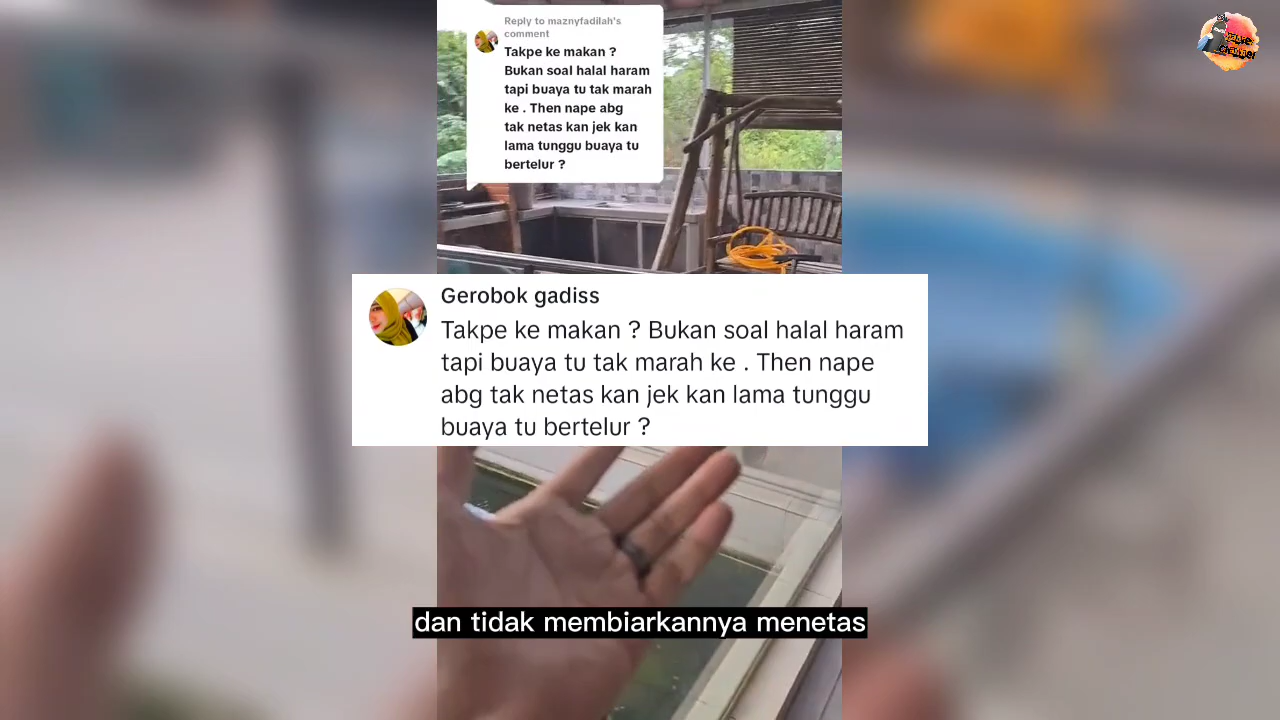 Reply to maznyfadilah's
comment
Takpe ke makan ?
Bukan soal halal haram
tapi buaya tu tak marah
ke . Then nape abg
tak netas kan jek kan
lama tunggu buaya tu
bertelur ?
Gerobok gadiss
Takpe ke makan ? Bukan soal halal haram
tapi buaya tu tak marah ke . Then nape
abg tak netas kan jek kan lama tunggu
buaya tu bertelur ?
dan tidak membiarkannya menetas